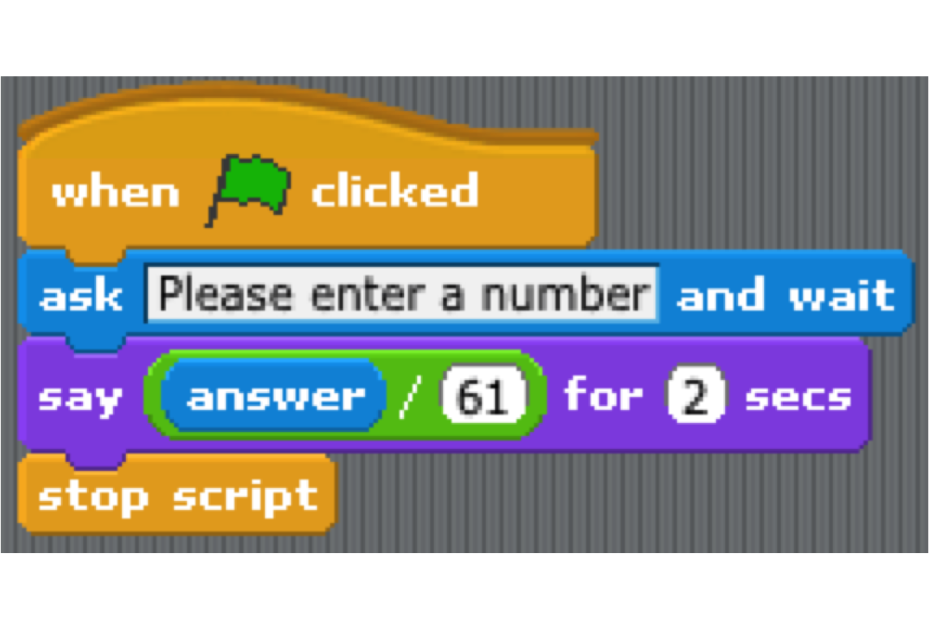 when clicked
ask Please enter a number and wait
say answer / 61 for 2 secs
stop script